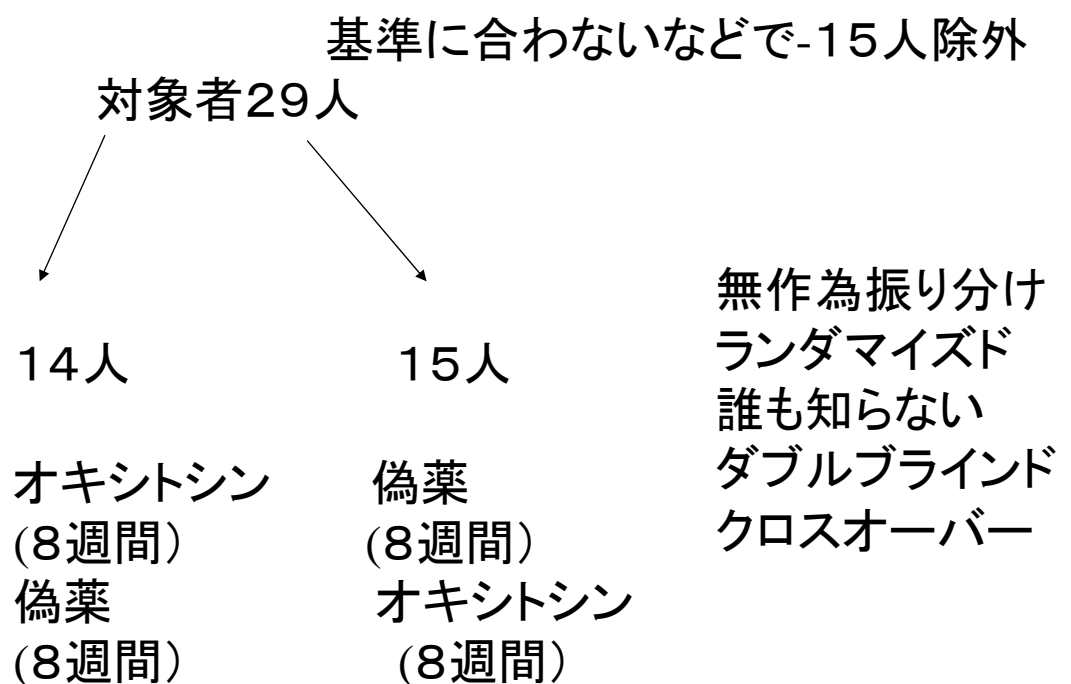 基準に合わないなどで-１５人除外
対象者２９人
１４人
１５人
オキシトシン
(８週間）
偽薬
(８週間）
偽薬
(８週間）
オキシトシン
(８週間）
無作為振り分け
ランダマイズド
誰も知らない
ダブルブラインド
クロスオーバー